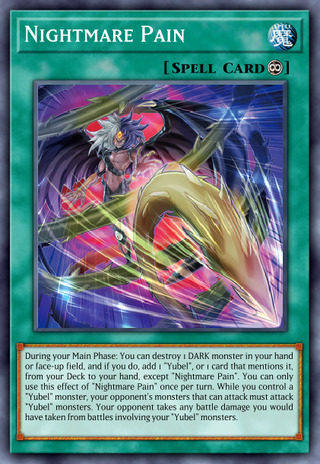 Nightmare Pain
魔
[Spell Card]
During your Main Phase: You can destroy 1 DARK monster in your hand
or face-up field, and if you do, add 1 "Yubel", or 1 card that mentions it,
from your Deck to your hand, except "Nightmare Pain". You can only
use this effect of "Nightmare Pain" once per turn. While you control a
"Yubel" monster, your opponent's monsters that can attack must attack
"Yubel" monsters. Your opponent takes any battle damage you would
have taken from battles involving your "Yubel" monsters.